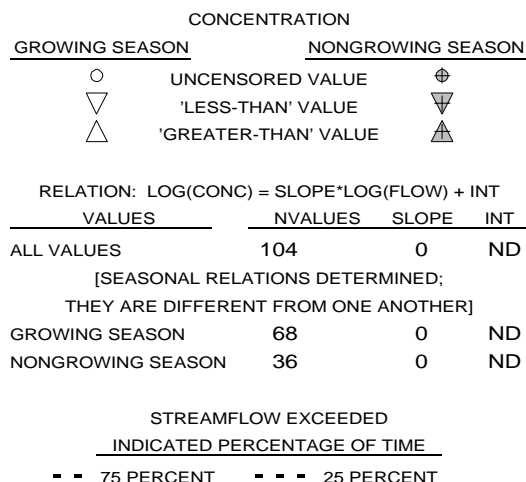 CONCENTRATION
GROWING SEASON NONGROWING SEASON
UNCENSORED VALUE
'LESS-THAN' VALUE
'GREATER-THAN' VALUE
RELATION: LOG(CONC) = SLOPE*LOG(FLOW) + INT
VALUES NVALUES SLOPE INT
ALL VALUES 104 0 ND
[SEASONAL RELATIONS DETERMINED;
THEY ARE DIFFERENT FROM ONE ANOTHER]
GROWING SEASON 68 0 ND
NONGROWING SEASON 36 0 ND
STREAMFLOW EXCEEDED
INDICATED PERCENTAGE OF TIME
75 PERCENT 25 PERCENT